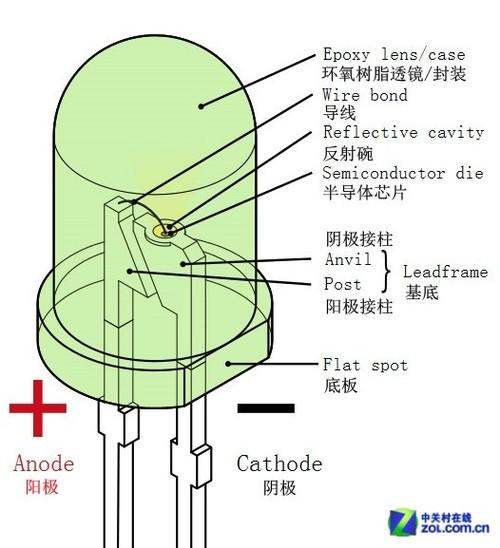 Epoxy lens/case
环氧树脂透镜/封装
Wire bond
导线
Reflective cavity
反射碗
Semiconductor die
半导体芯片
阴极接柱
Anvil
Post
阳极接柱
Leadframe
基底
Flat spot
底板
+
Anode
阳极
−
Cathode
阴极
中关村在线
zol.com.cn